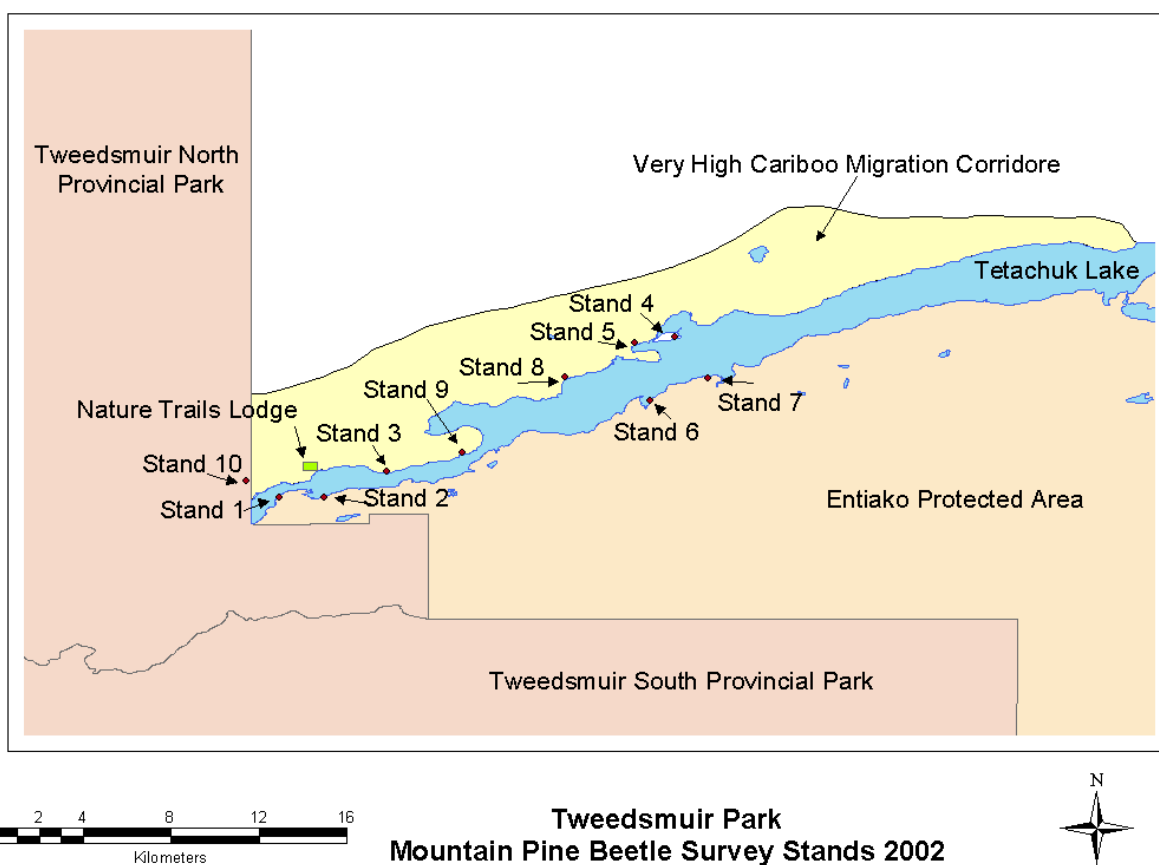 Tweedsmuir North
Provincial Park
Very High Cariboo Migration Corridore
Tetachuk Lake
Stand 4
Stand 5
Stand 8
Stand 9
Stand 7
Nature Trails Lodge
Stand 3
Stand 6
Stand 10
Stand 1
Stand 2
Entiako Protected Area
Tweedsmuir South Provincial Park
2 4 8 12 16
Kilometers
Tweedsmuir Park
Mountain Pine Beetle Survey Stands 2002
N